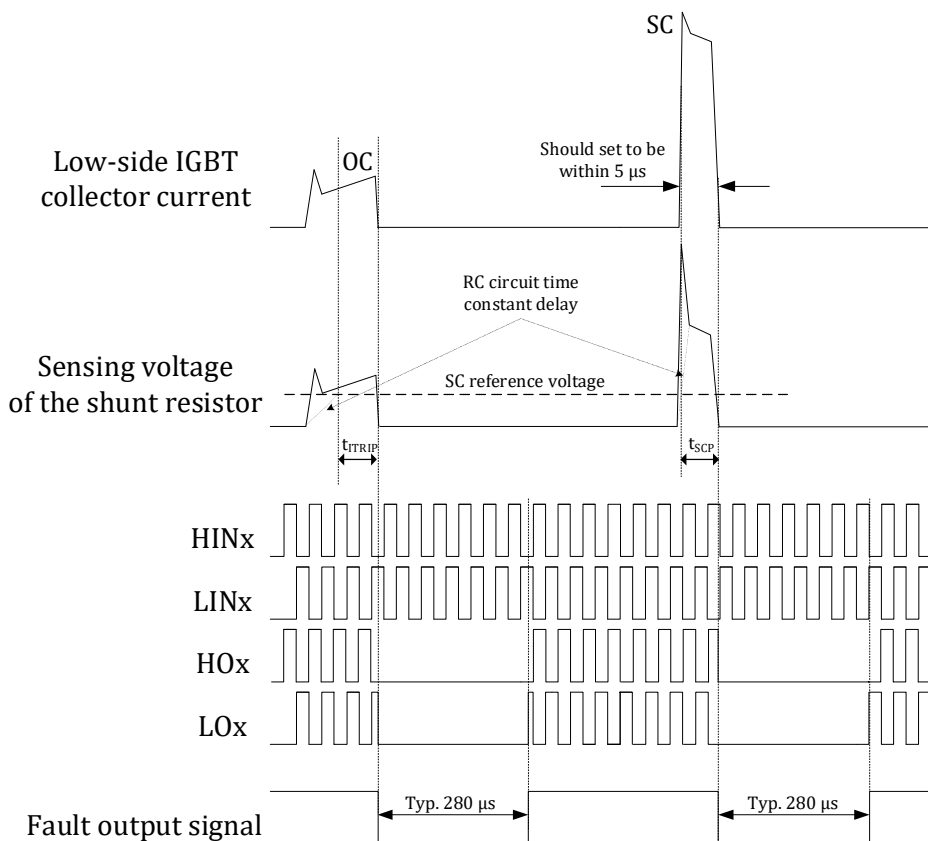 SC
Low-side IGBT
collector current
OC
Should set to be
within 5 μs
RC circuit time
constant delay
Sensing voltage
of the shunt resistor
SC reference voltage
tITRIP
tSCP
HINx
LINx
HOx
LOx
Fault output signal
Typ. 280 μs
Typ. 280 μs